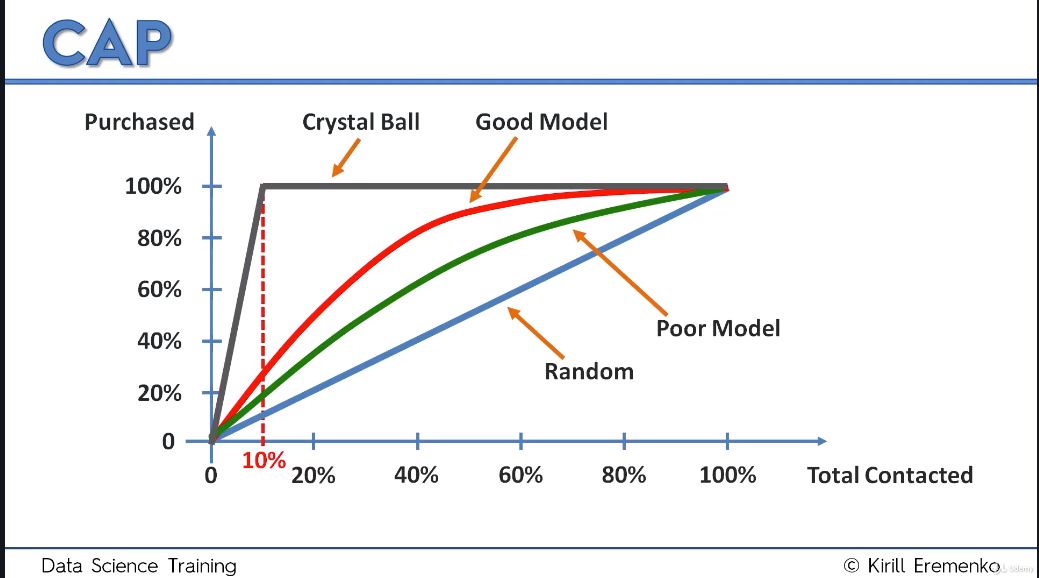 CAP
Purchased
Crystal Ball
Good Model
100%
80%
60%
40%
20%
0
Poor Model
Random
10%
0
20%
40%
60%
80%
100%
Total Contacted
Data Science Training
© Kirill Eremenko
Udemy